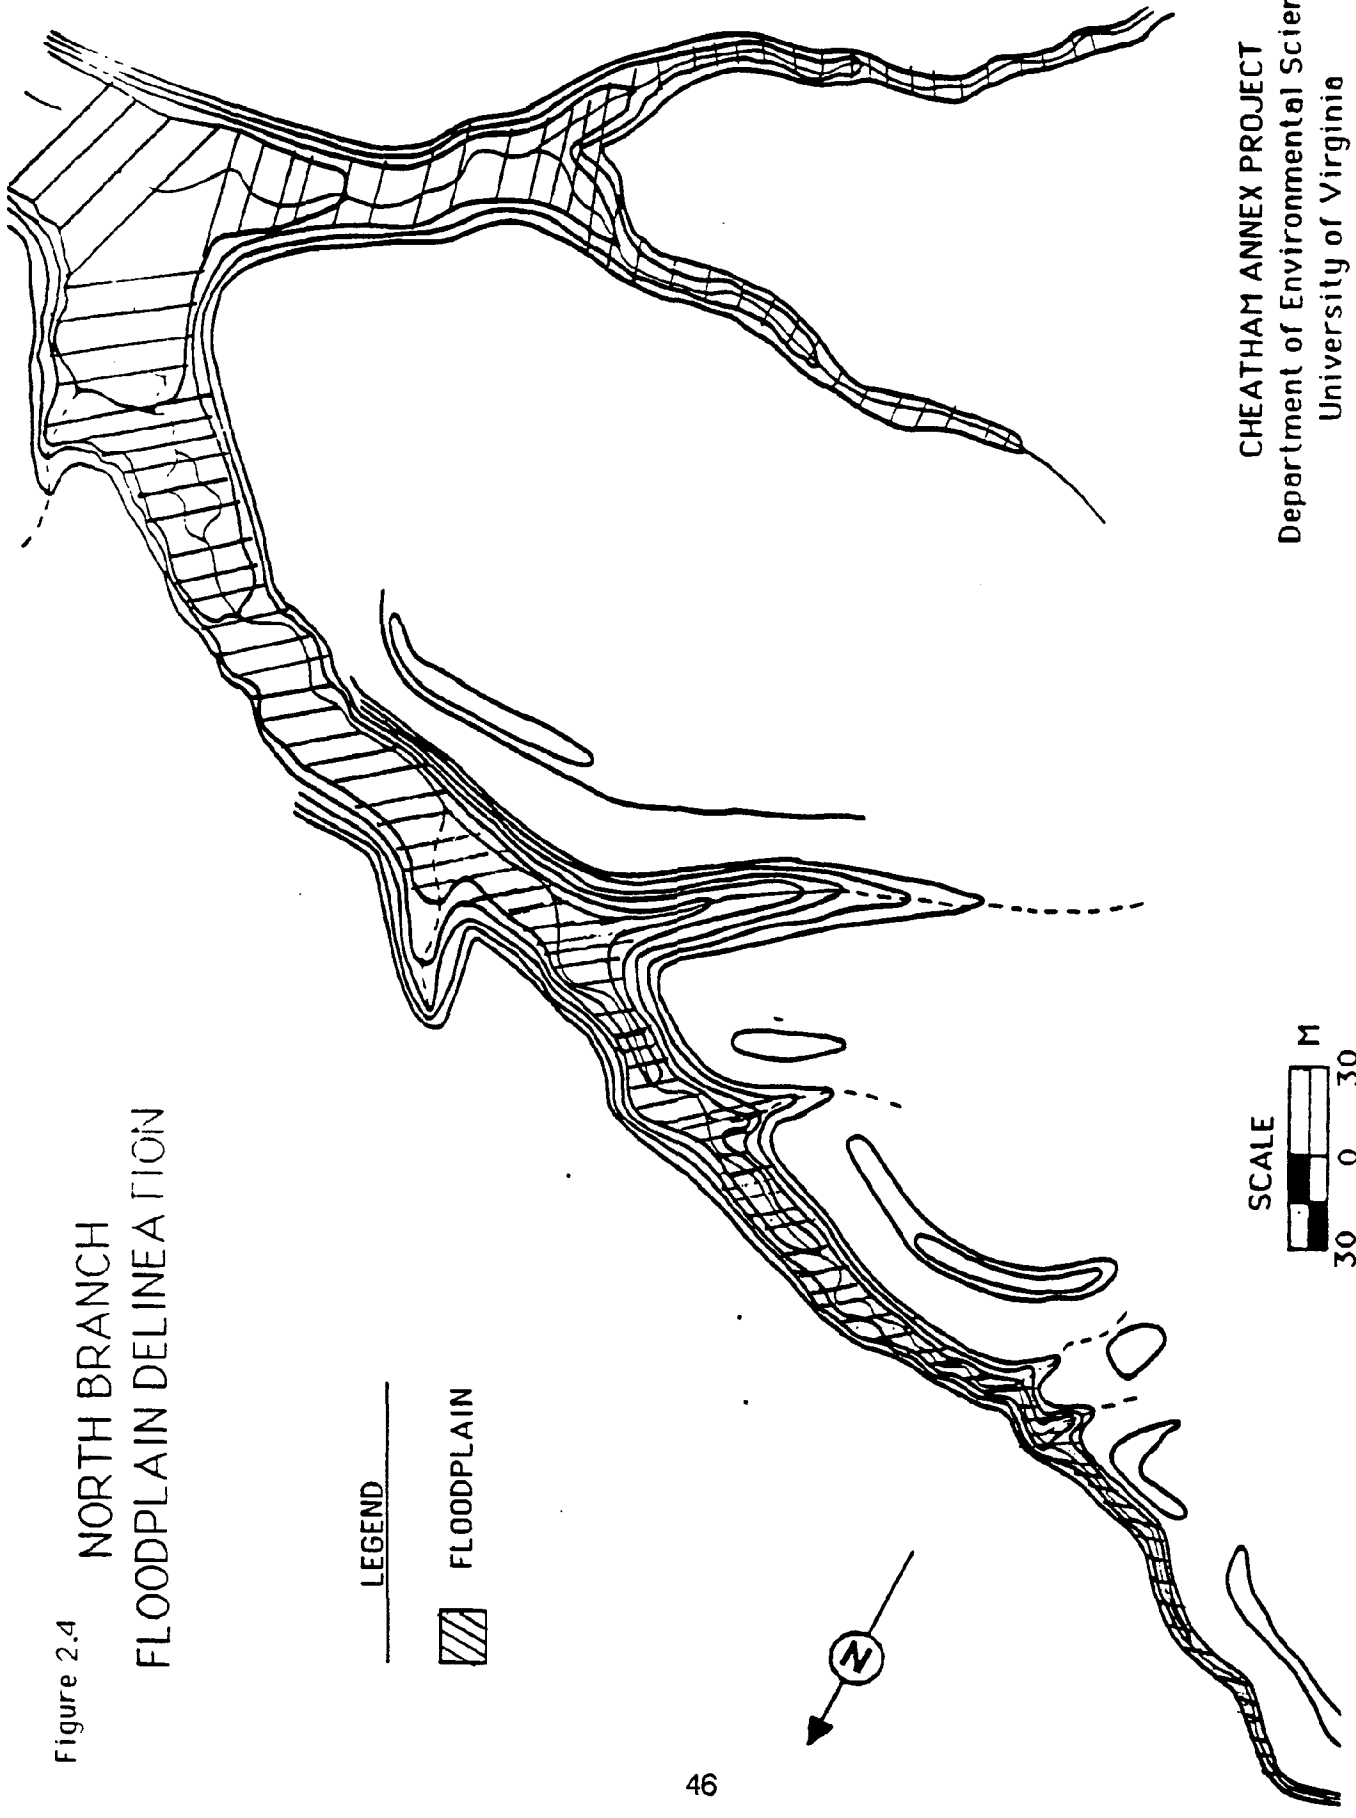 Figure 2.4
NORTH BRANCH
FLOODPLAIN DELINEATION
LEGEND
FLOODPLAIN
N
SCALE
M
30 0 30
CHEATHAM ANNEX PROJECT
Department of Environmental Scien
University of Virginia
46